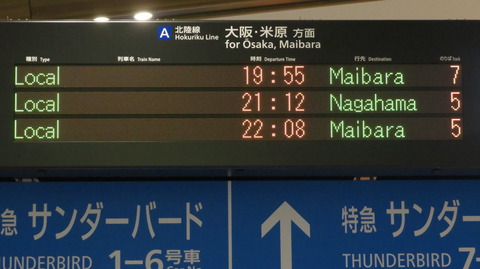 A 北陸線 大阪・米原 方面
Hokuriku Line for Ōsaka, Maibara
種別 Type 列車名 Train Name 時刻 Departure Time 行先 Destination のりば Track
Local 19:55 Maibara 7
Local 21:12 Nagahama 5
Local 22:08 Maibara 5
特急 サンダーバード ↑ 特急 サンダー
THUNDERBIRD 1-6号車 THUNDERBIRD 7-